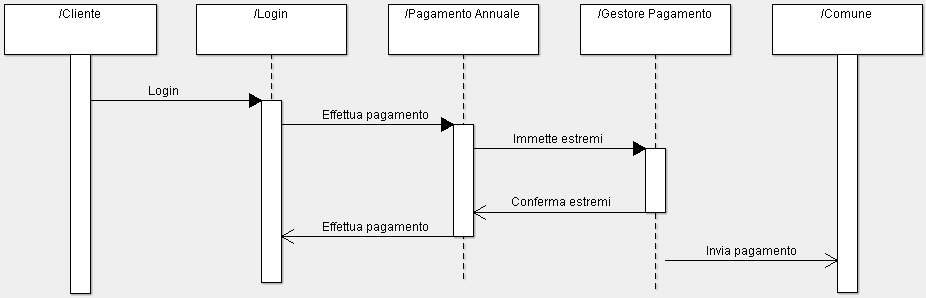 /Cliente
/Login
/Pagamento Annuale
/Gestore Pagamento
/Comune
Login
Effettua pagamento
Immette estremi
Conferma estremi
Effettua pagamento
Invia pagamento